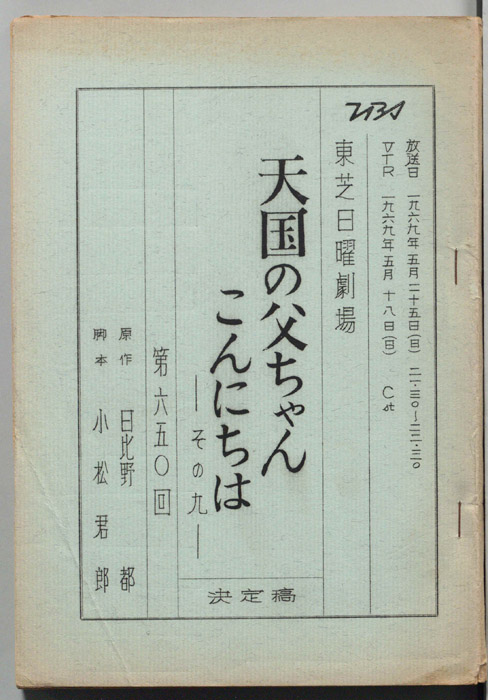 TBS
放送日 一九六九年五月二十五日(日) 二一・三〇〜二二・三〇
VTR 一九六九年五月十八日(日) Cst
東芝日曜劇場
天国の父ちゃん
こんにちは
―その九―
第六五〇回
原作 日比野 都
脚本 小松君郎
決定稿